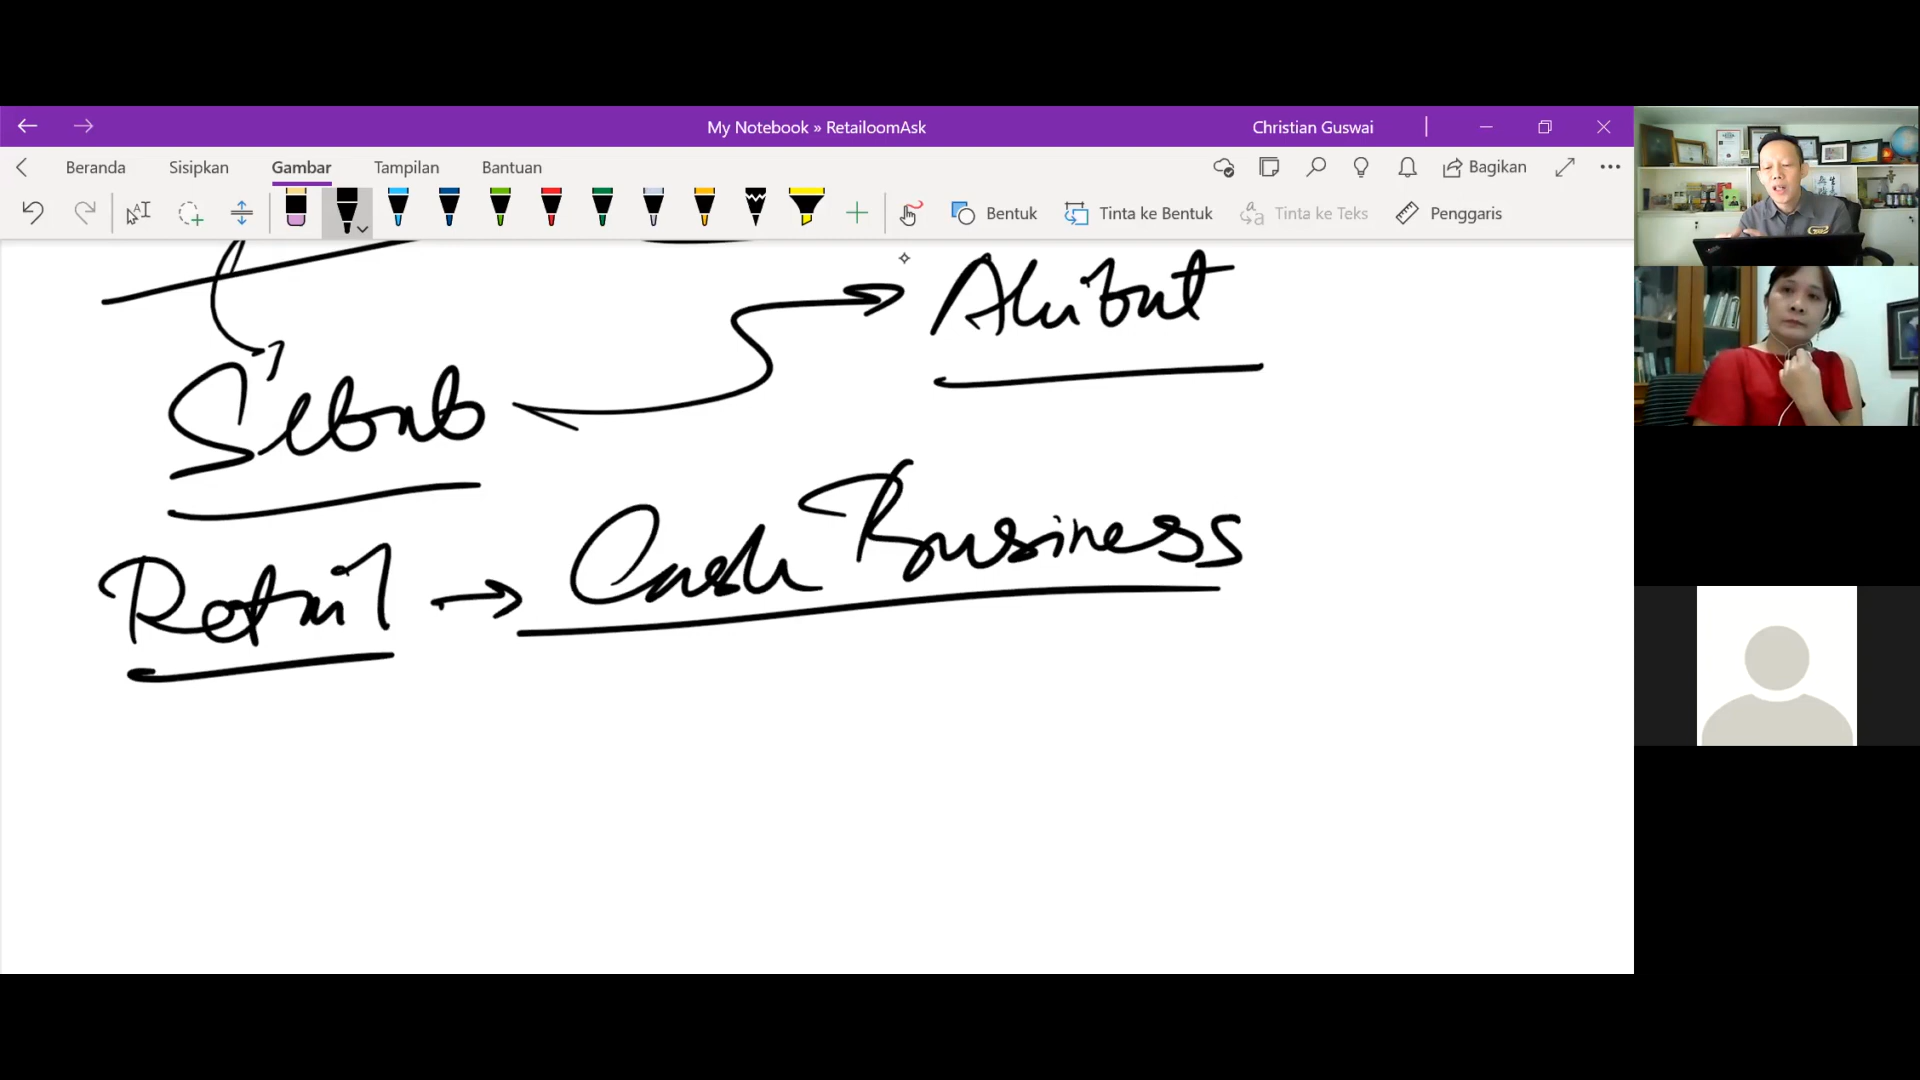 My Notebook » RetailoomAsk
Christian Guswai
Beranda Sisipkan Gambar Tampilan Bantuan Bagikan
Bentuk Tinta ke Bentuk Tinta ke Teks Penggaris
Akibat
Sebab
Cash Business
Retail →